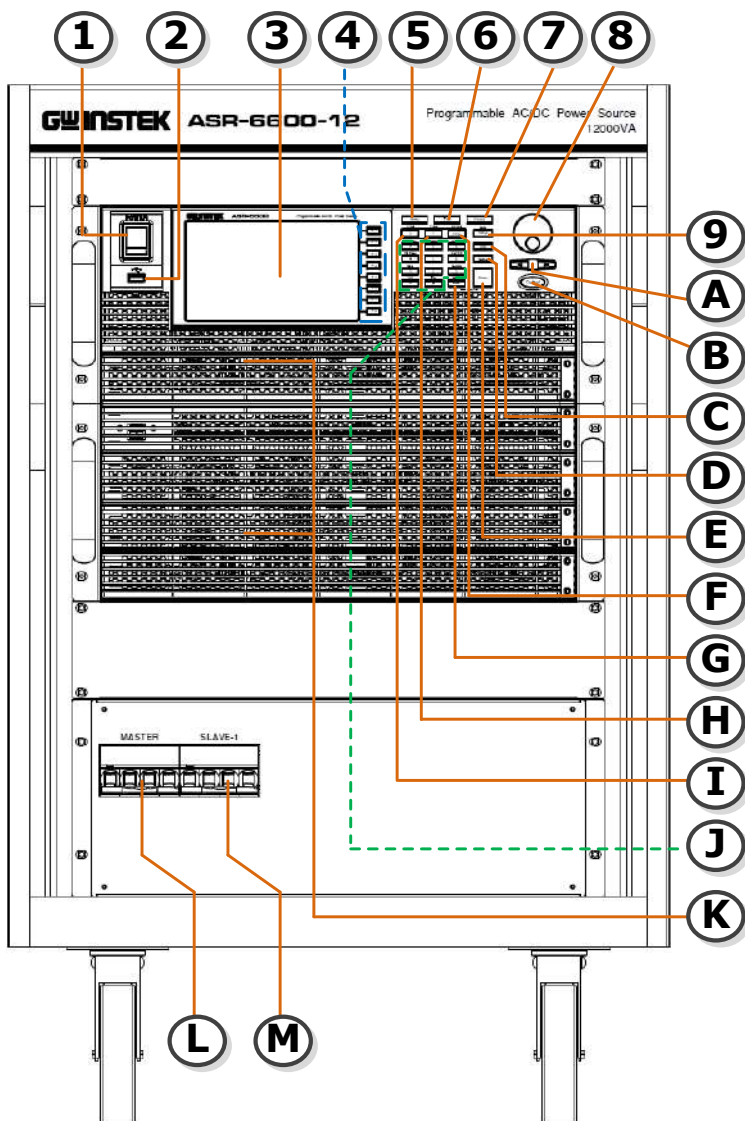 1 2 3 4 5 6 7 8
GWINSTEK ASR-6600-12
Programmable AC/DC Power Source
12000VA
POWER
9
A
B
C
D
E
F
G
H
I
J
K
MASTER SLAVE-1
L M